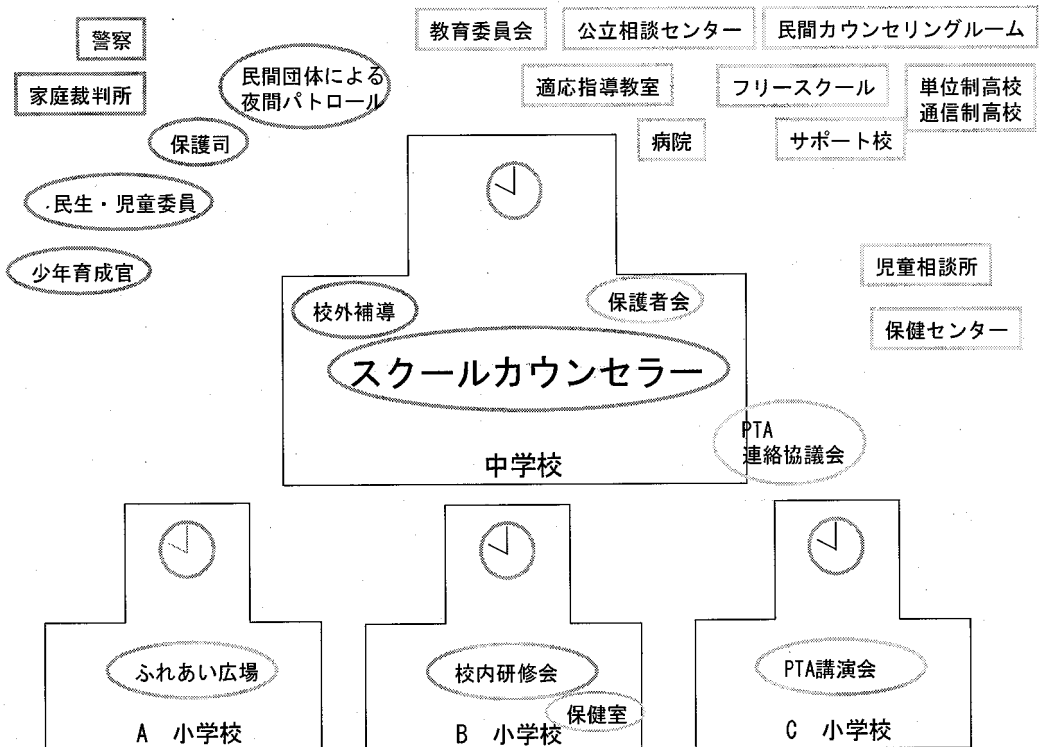 警察
家庭裁判所
民間団体による
夜間パトロール
保護司
民生・児童委員
少年育成官
教育委員会
公立相談センター
民間カウンセリングルーム
適応指導教室
フリースクール
単位制高校
通信制高校
病院
サポート校
児童相談所
保健センター
校外補導
保護者会
スクールカウンセラー
PTA
連絡協議会
中学校
ふれあい広場
A 小学校
校内研修会
保健室
B 小学校
PTA講演会
C 小学校